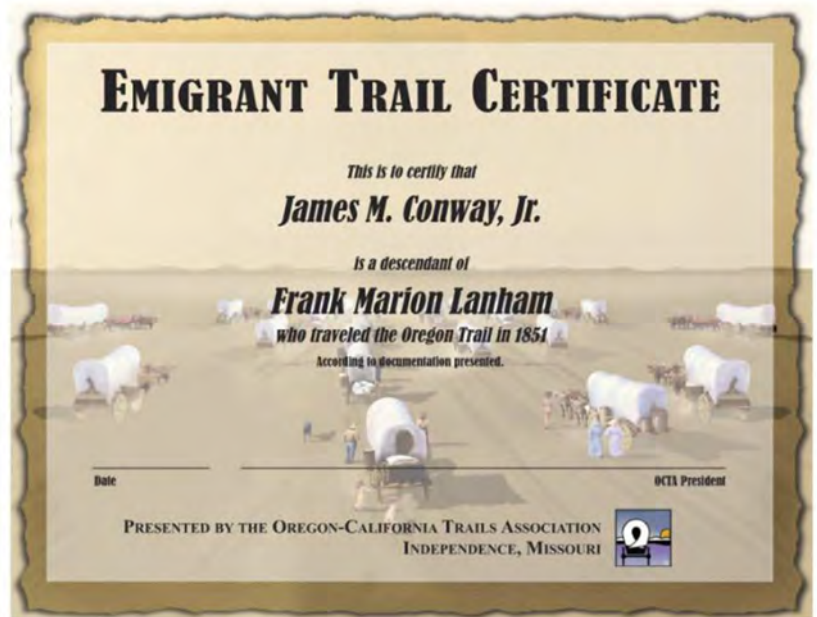 EMIGRANT TRAIL CERTIFICATE
This is to certify that
James M. Conway, Jr.
is a descendant of
Frank Marion Lanham
who traveled the Oregon Trail in 1851
According to documentation presented.
Date OCTA President
PRESENTED BY THE OREGON-CALIFORNIA TRAILS ASSOCIATION
INDEPENDENCE, MISSOURI